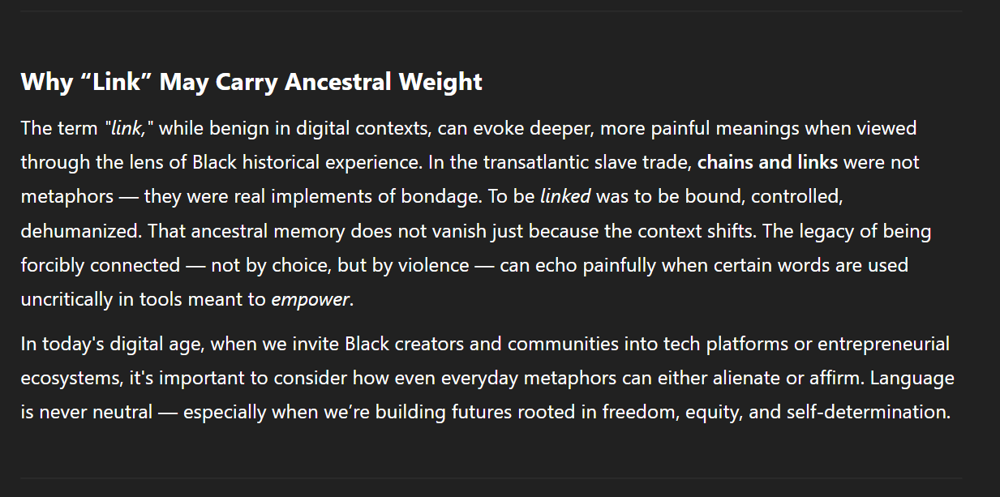 Why “Link” May Carry Ancestral Weight
The term "link," while benign in digital contexts, can evoke deeper, more painful meanings when viewed
through the lens of Black historical experience. In the transatlantic slave trade, chains and links were not
metaphors — they were real implements of bondage. To be linked was to be bound, controlled,
dehumanized. That ancestral memory does not vanish just because the context shifts. The legacy of being
forcibly connected — not by choice, but by violence — can echo painfully when certain words are used
uncritically in tools meant to empower.
In today's digital age, when we invite Black creators and communities into tech platforms or entrepreneurial
ecosystems, it's important to consider how even everyday metaphors can either alienate or affirm. Language
is never neutral — especially when we’re building futures rooted in freedom, equity, and self-determination.